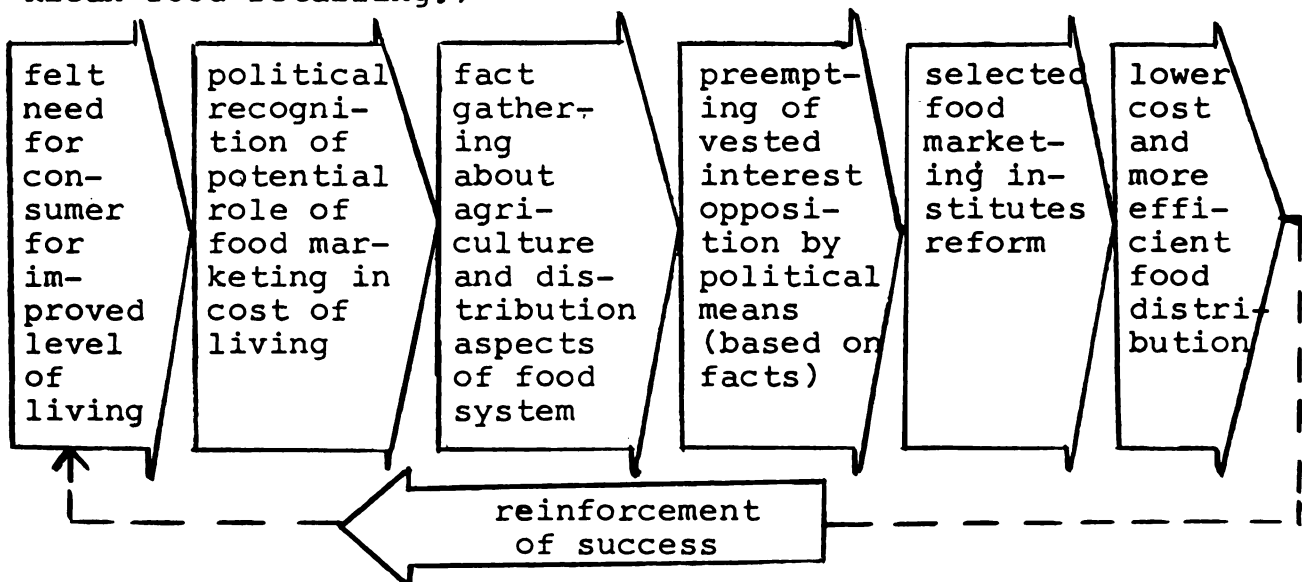 felt
need
for
con-
sumer
for
im-
proved
level
of
living
political
recogni-
tion of
potential
role of
food mar-
keting in
cost of
living
fact
gather-
ing
about
agri-
culture
and dis-
tribution
aspects
of food
system
preempt-
ing of
vested
interest
opposi-
tion by
political
means
(based on
facts)
selected
food
market-
ing in-
stitutes
reform
lower
cost
and
more
effi-
cient
food
distri-
bution
reinforcement
of success